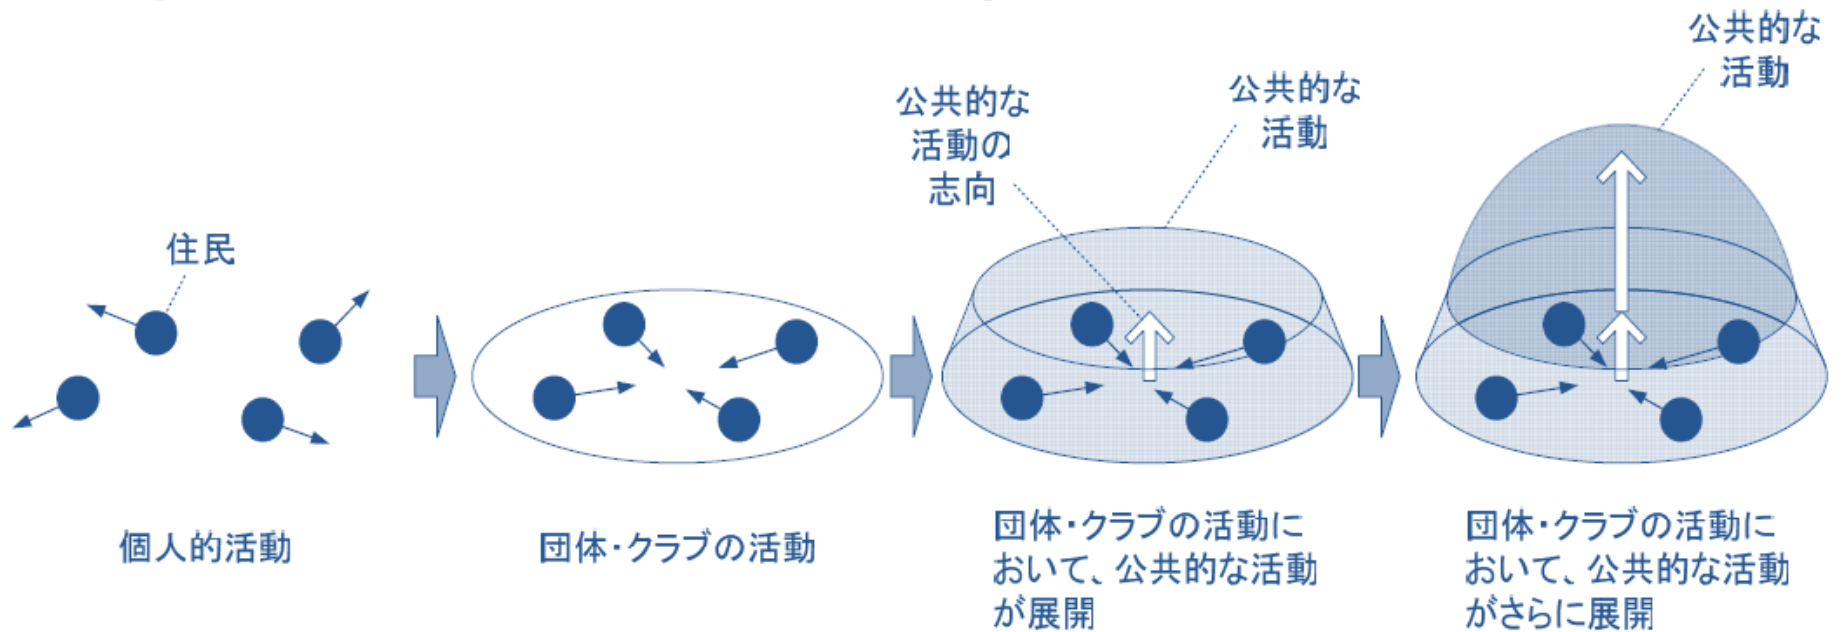 住民
個人的活動
団体・クラブの活動
公共的な
活動の
志向
公共的な
活動
団体・クラブの活動に
おいて、公共的な活動
が展開
公共的な
活動
団体・クラブの活動に
おいて、公共的な活動
がさらに展開